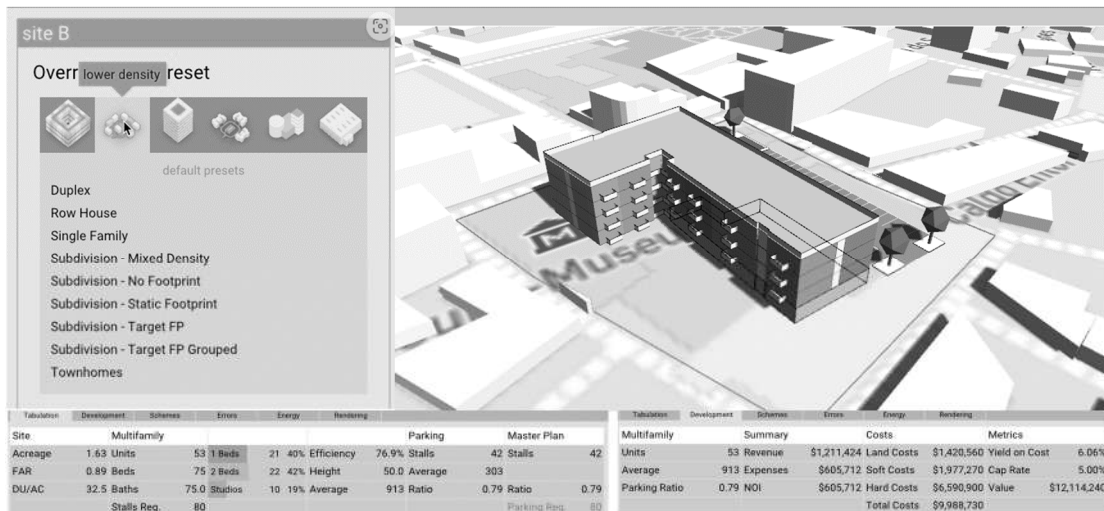 site B
Overr reset
lower density
default presets
Duplex
Row House
Single Family
Subdivision - Mixed Density
Subdivision - No Footprint
Subdivision - Static Footprint
Subdivision - Target FP
Subdivision - Target FP Grouped
Townhomes
Museu
Tabulation Development Schemes Errors Energy Rendering
Site Multifamily Parking Master Plan
Acreage 1.63 Units 53 1 Beds 21 40% Efficiency 76.9% Stalls 42 Stalls 42
FAR 0.89 Beds 75 2 Beds 22 42% Height 50.0 Average 303
DU/AC 32.5 Baths 75.0 Studios 10 19% Average 913 Ratio 0.79 Ratio 0.79
Stalls Req. 80 Parking Req. 80
Tabulation Development Schemes Errors Energy Rendering
Multifamily Summary Costs Metrics
Units 53 Revenue $1,211,424 Land Costs $1,420,560 Yield on Cost 6.06%
Average 913 Expenses $605,712 Soft Costs $1,977,270 Cap Rate 5.00%
Parking Ratio 0.79 NOI $605,712 Hard Costs $6,590,900 Value $12,114,240
Total Costs $9,988,730